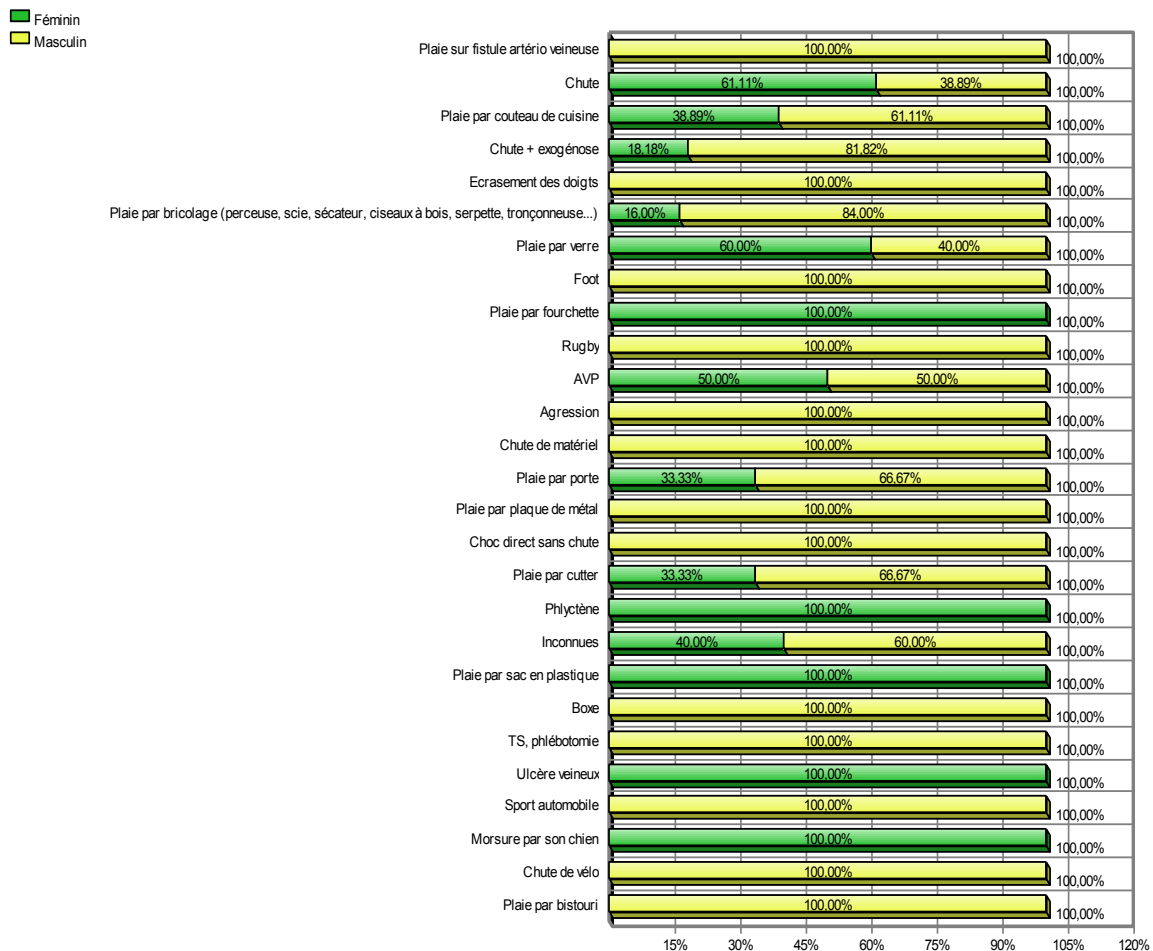 Féminin
Masculin
Plaie sur fistule artério veineuse 100,00% 100,00%
Chute 61,11% 38,89% 100,00%
Plaie par couteau de cuisine 38,89% 61,11% 100,00%
Chute + exogénose 18,18% 81,82% 100,00%
Ecrasement des doigts 100,00% 100,00%
Plaie par bricolage (perceuse, scie, sécateur, ciseaux à bois, serpette, tronçonneuse...) 16,00% 84,00% 100,00%
Plaie par verre 60,00% 40,00% 100,00%
Foot 100,00% 100,00%
Plaie par fourchette 100,00% 100,00%
Rugby 100,00% 100,00%
AVP 50,00% 50,00% 100,00%
Agression 100,00% 100,00%
Chute de matériel 100,00% 100,00%
Plaie par porte 33,33% 66,67% 100,00%
Plaie par plaque de métal 100,00% 100,00%
Choc direct sans chute 100,00% 100,00%
Plaie par cutter 33,33% 66,67% 100,00%
Phlyctène 100,00% 100,00%
Inconnues 40,00% 60,00% 100,00%
Plaie par sac en plastique 100,00% 100,00%
Boxe 100,00% 100,00%
TS, phlébotomie 100,00% 100,00%
Ulcère veineux 100,00% 100,00%
Sport automobile 100,00% 100,00%
Morsure par son chien 100,00% 100,00%
Chute de vélo 100,00% 100,00%
Plaie par bistouri 100,00% 100,00%
15% 30% 45% 60% 75% 90% 105% 120%